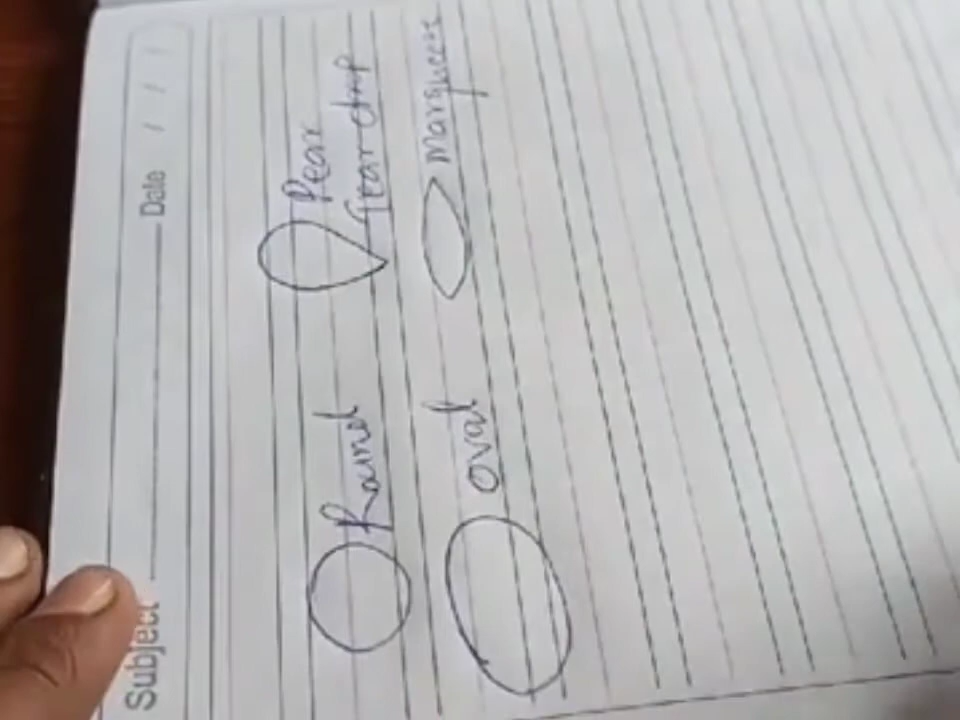 Subject Date / / /
Round Pear
Tear drop
Oval Marquees